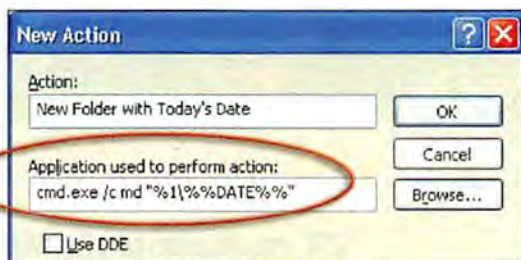 New Action
Action:
New Folder with Today's Date
OK
Application used to perform action:
Cancel
cmd.exe /c md "%1\%%DATE%%"
Browse...
Use DDE